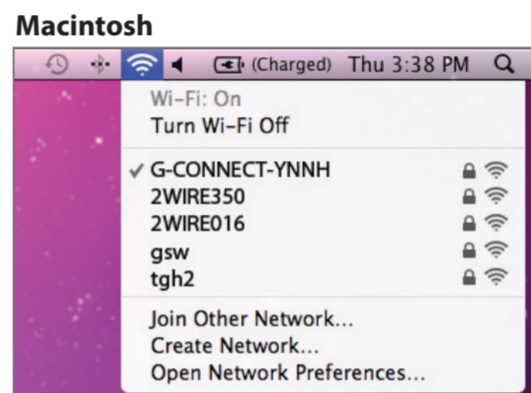 Macintosh
(Charged) Thu 3:38 PM
Wi-Fi: On
Turn Wi-Fi Off
G-CONNECT-YNNH
2WIRE350
2WIRE016
gsw
tgh2
Join Other Network...
Create Network...
Open Network Preferences...